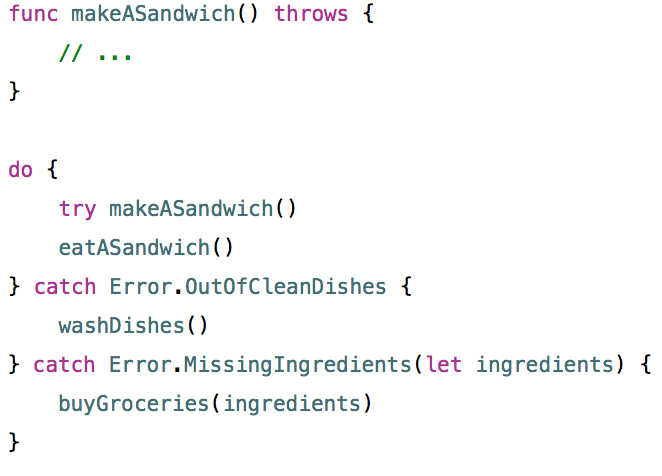 func makeASandwich() throws {
    // ...
}

do {
    try makeASandwich()
    eatASandwich()
} catch Error.OutOfCleanDishes {
    washDishes()
} catch Error.MissingIngredients(let ingredients) {
    buyGroceries(ingredients)
}